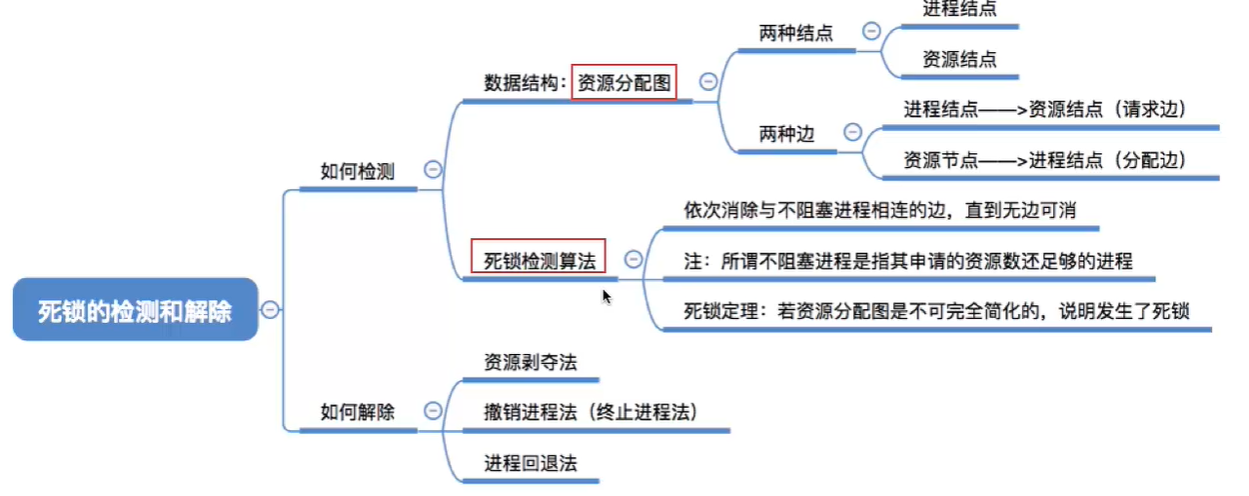 死锁的检测和解除
如何检测
数据结构：资源分配图
两种结点
进程结点
资源结点
两种边
进程结点——>资源结点（请求边）
资源节点——>进程结点（分配边）
死锁检测算法
依次消除与不阻塞进程相连的边，直到无边可消
注：所谓不阻塞进程是指其申请的资源数还足够的进程
死锁定理：若资源分配图是不可完全简化的，说明发生了死锁
如何解除
资源剥夺法
撤销进程法（终止进程法）
进程回退法